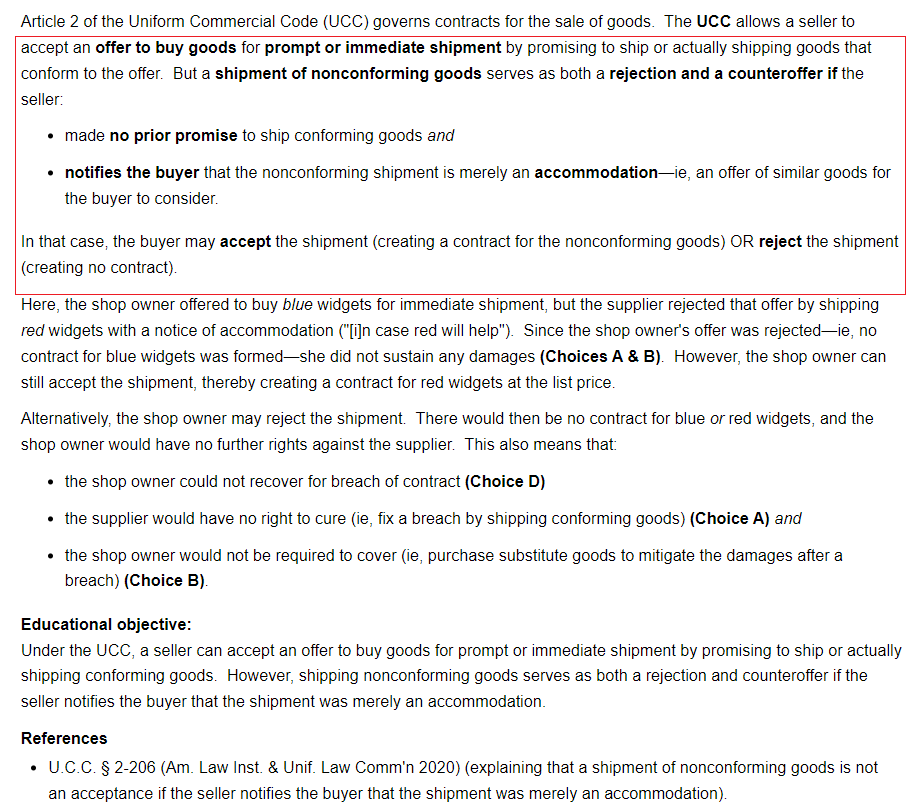 Article 2 of the Uniform Commercial Code (UCC) governs contracts for the sale of goods.  The UCC allows a seller to
accept an offer to buy goods for prompt or immediate shipment by promising to ship or actually shipping goods that
conform to the offer.  But a shipment of nonconforming goods serves as both a rejection and a counteroffer if the
seller:
• made no prior promise to ship conforming goods and
• notifies the buyer that the nonconforming shipment is merely an accommodation—ie, an offer of similar goods for
the buyer to consider.
In that case, the buyer may accept the shipment (creating a contract for the nonconforming goods) OR reject the shipment
(creating no contract).
Here, the shop owner offered to buy blue widgets for immediate shipment, but the supplier rejected that offer by shipping
red widgets with a notice of accommodation ("[i]n case red will help").  Since the shop owner's offer was rejected—ie, no
contract for blue widgets was formed—she did not sustain any damages (Choices A & B).  However, the shop owner can
still accept the shipment, thereby creating a contract for red widgets at the list price.
Alternatively, the shop owner may reject the shipment.  There would then be no contract for blue or red widgets, and the
shop owner would have no further rights against the supplier.  This also means that:
• the shop owner could not recover for breach of contract (Choice D)
• the supplier would have no right to cure (ie, fix a breach by shipping conforming goods) (Choice A) and
• the shop owner would not be required to cover (ie, purchase substitute goods to mitigate the damages after a
breach) (Choice B).
Educational objective:
Under the UCC, a seller can accept an offer to buy goods for prompt or immediate shipment by promising to ship or actually
shipping conforming goods.  However, shipping nonconforming goods serves as both a rejection and counteroffer if the
seller notifies the buyer that the shipment was merely an accommodation.
References
• U.C.C. § 2-206 (Am. Law Inst. & Unif. Law Comm'n 2020) (explaining that a shipment of nonconforming goods is not
an acceptance if the seller notifies the buyer that the shipment was merely an accommodation).